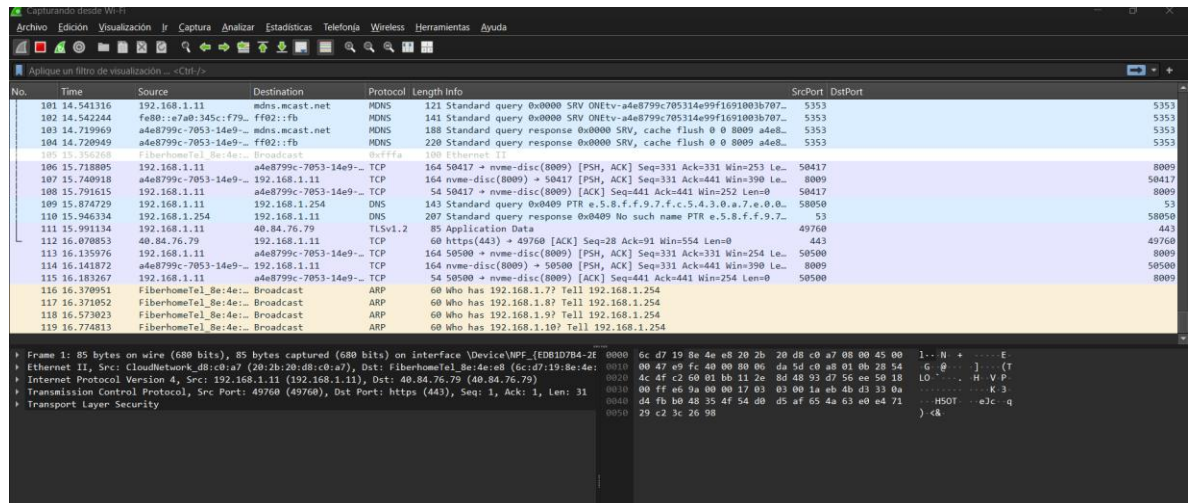 Capturando desde Wi-Fi
Archivo Edición Visualización Ir Captura Analizar Estadísticas Telefonía Wireless Herramientas Ayuda
Aplique un filtro de visualización ... <Ctrl-/>
No. Time Source Destination Protocol Length Info SrcPort DstPort
101 14.541316 192.168.1.11 mdns.mcast.net MDNS 121 Standard query 0x0000 SRV ONEtv-a4e8799c705314e99f1691003b707… 5353 5353
102 14.542244 fe80::e7a0:345c:f79… ff02::fb MDNS 141 Standard query 0x0000 SRV ONEtv-a4e8799c705314e99f1691003b707… 5353 5353
103 14.719969 a4e8799c-7053-14e9-… mdns.mcast.net MDNS 188 Standard query response 0x0000 SRV, cache flush 0 0 8009 a4e8… 5353 5353
104 14.720949 a4e8799c-7053-14e9-… ff02::fb MDNS 220 Standard query response 0x0000 SRV, cache flush 0 0 8009 a4e8… 5353 5353
105 15.356268 FiberhomeTel_8e:4e:… Broadcast 0xfffa 100 Ethernet II
106 15.718805 192.168.1.11 a4e8799c-7053-14e9-… TCP 164 50417 → nvme-disc(8009) [PSH, ACK] Seq=331 Ack=331 Win=253 Le… 50417 8009
107 15.740918 a4e8799c-7053-14e9-… 192.168.1.11 TCP 164 nvme-disc(8009) → 50417 [PSH, ACK] Seq=331 Ack=441 Win=390 Le… 8009 50417
108 15.791615 192.168.1.11 a4e8799c-7053-14e9-… TCP 54 50417 → nvme-disc(8009) [ACK] Seq=441 Ack=441 Win=252 Len=0 50417 8009
109 15.874729 192.168.1.11 192.168.1.254 DNS 143 Standard query 0x0409 PTR e.5.8.f.f.9.7.f.c.5.4.3.0.a.7.e.0.0… 58050 53
110 15.946334 192.168.1.254 192.168.1.11 DNS 207 Standard query response 0x0409 No such name PTR e.5.8.f.f.9.7… 53 58050
111 15.991134 192.168.1.11 40.84.76.79 TLSv1.2 85 Application Data 49760 443
112 16.070853 40.84.76.79 192.168.1.11 TCP 60 https(443) → 49760 [ACK] Seq=28 Ack=91 Win=554 Len=0 443 49760
113 16.135976 192.168.1.11 a4e8799c-7053-14e9-… TCP 164 50500 → nvme-disc(8009) [PSH, ACK] Seq=331 Ack=331 Win=254 Le… 50500 8009
114 16.141872 a4e8799c-7053-14e9-… 192.168.1.11 TCP 164 nvme-disc(8009) → 50500 [PSH, ACK] Seq=331 Ack=441 Win=390 Le… 8009 50500
115 16.183267 192.168.1.11 a4e8799c-7053-14e9-… TCP 54 50500 → nvme-disc(8009) [ACK] Seq=441 Ack=441 Win=254 Len=0 50500 8009
116 16.370951 FiberhomeTel_8e:4e:… Broadcast ARP 60 Who has 192.168.1.7? Tell 192.168.1.254
117 16.371052 FiberhomeTel_8e:4e:… Broadcast ARP 60 Who has 192.168.1.8? Tell 192.168.1.254
118 16.573023 FiberhomeTel_8e:4e:… Broadcast ARP 60 Who has 192.168.1.9? Tell 192.168.1.254
119 16.774813 FiberhomeTel_8e:4e:… Broadcast ARP 60 Who has 192.168.1.10? Tell 192.168.1.254
Frame 1: 85 bytes on wire (680 bits), 85 bytes captured (680 bits) on interface \Device\NPF_{EDB1D7B4-2E
Ethernet II, Src: CloudNetwork_d8:c0:a7 (20:2b:20:d8:c0:a7), Dst: FiberhomeTel_8e:4e:e8 (6c:d7:19:8e:4e:
Internet Protocol Version 4, Src: 192.168.1.11 (192.168.1.11), Dst: 40.84.76.79 (40.84.76.79)
Transmission Control Protocol, Src Port: 49760 (49760), Dst Port: https (443), Seq: 1, Ack: 1, Len: 31
Transport Layer Security
0000 6c d7 19 8e 4e e8 20 2b 20 d8 c0 a7 08 00 45 00 l···N· + ·····E·
0010 00 47 e9 fc 40 00 80 06 da 5d c0 a8 01 0b 28 54 ·G··@··· ·]····(T
0020 4c 4f c2 60 01 bb 11 2e 8d 48 93 d7 56 ee 50 18 LO·`···. ·H··V·P·
0030 00 ff e6 9a 00 00 17 03 03 00 1a eb 4b d3 33 0a ········ ····K·3·
0040 d4 fb b0 48 35 4f 54 d0 d5 af 65 4a 63 e0 e4 71 ···H5OT· ··eJc··q
0050 29 c2 3c 26 98 )·<&·